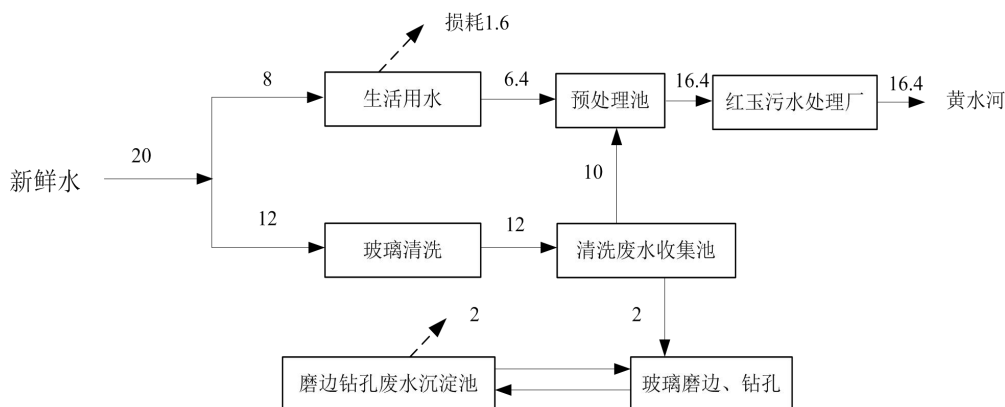 损耗1.6
8
生活用水
6.4
预处理池
16.4
红玉污水处理厂
16.4
黄水河
新鲜水
20
10
12
玻璃清洗
12
清洗废水收集池
2
2
磨边钻孔废水沉淀池
玻璃磨边、钻孔